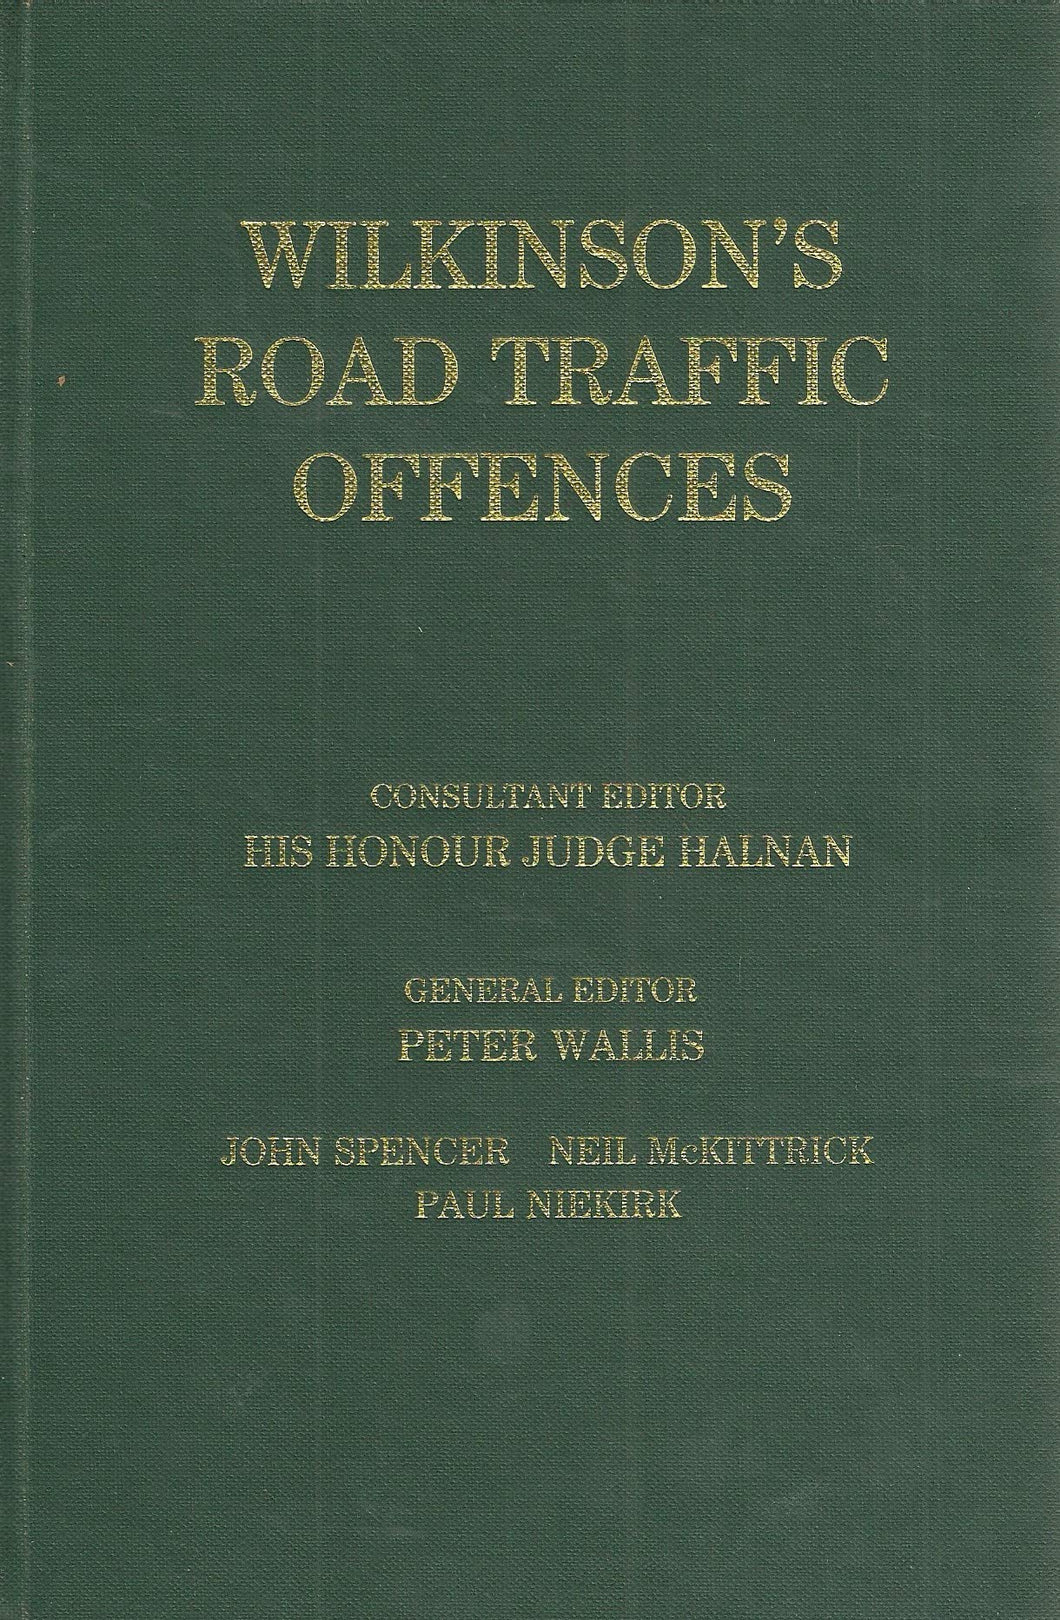 WILKINSON'S
ROAD TRAFFIC
OFFENCES
CONSULTANT EDITOR
HIS HONOUR JUDGE HALNAN
GENERAL EDITOR
PETER WALLIS
JOHN SPENCER NEIL McKITTRICK
PAUL NIEKIRK